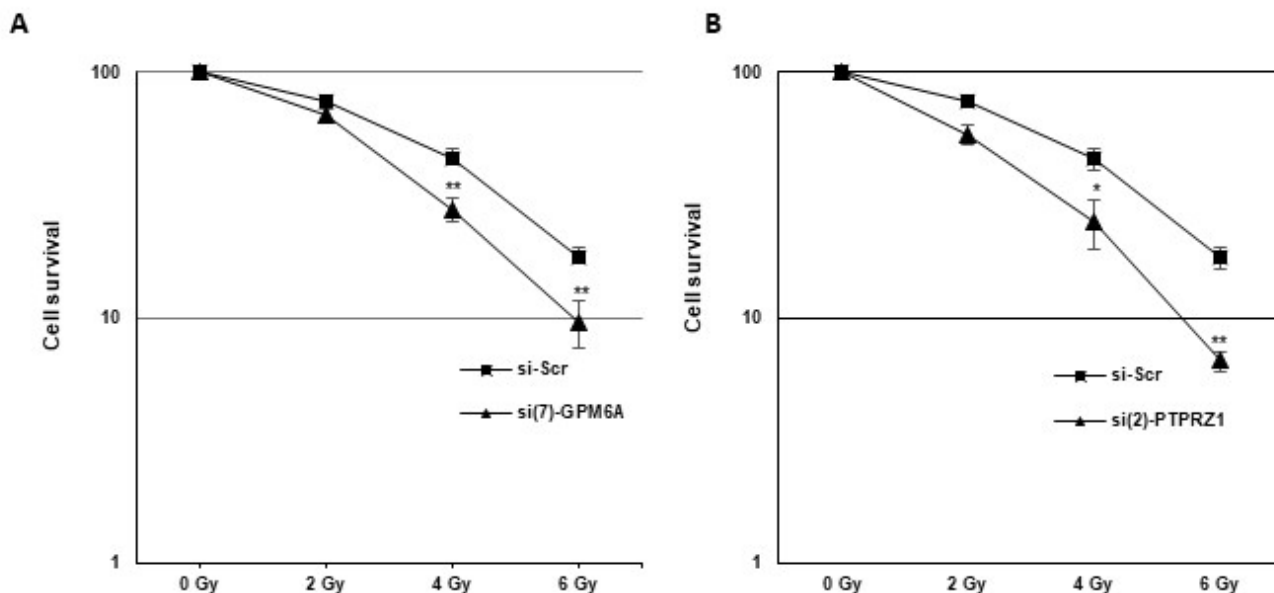 A
Cell survival
100
10
1
**
**
si-Scr
si(7)-GPM6A
0 Gy 2 Gy 4 Gy 6 Gy
B
Cell survival
100
10
1
*
**
si-Scr
si(2)-PTPRZ1
0 Gy 2 Gy 4 Gy 6 Gy